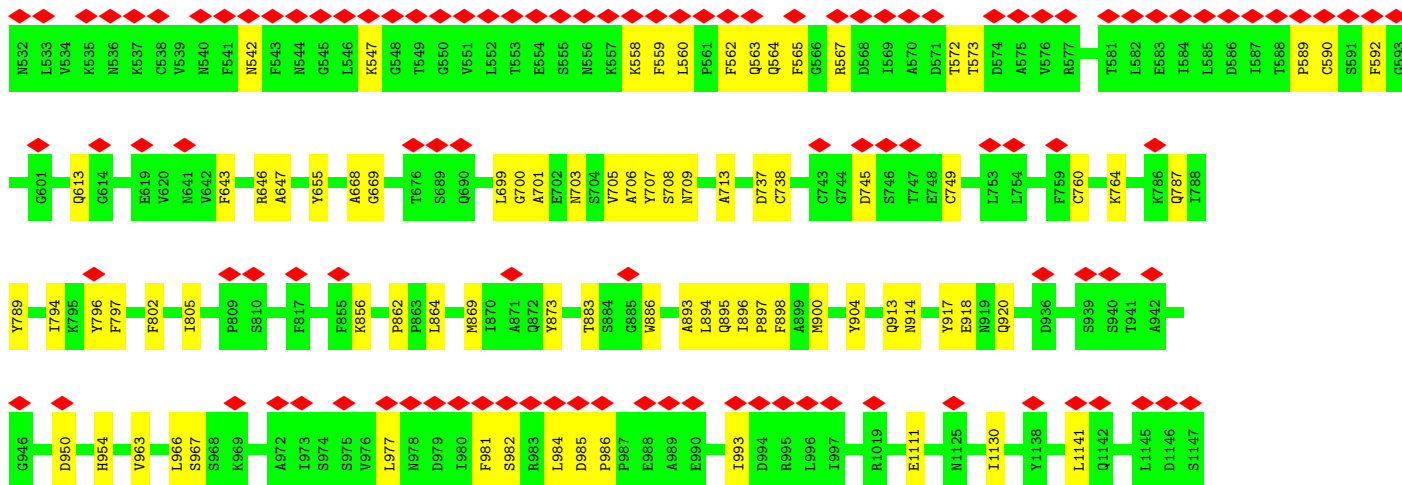 N532 L533 V534 K535 N536 K537 C538 V539 N540 F541 N542 F543 N544 G545 L546 K547 G548 T549 G550 V551 L552 T553 E554 S555 N556 K557 K558 F559 L560 P561 F562 Q563 Q564 F565 G566 R567 D568 I569 A570 D571 T572 T573 D574 A575 V576 R577 T581 L582 E583 I584 L585 D586 I587 T588 P589 C590 S591 F592 G593
G601 Q613 G614 E619 V620 N641 V642 F643 R646 A647 Y655 A668 G669 T676 S689 Q690 L699 G700 A701 E702 N703 S704 V705 A706 Y707 S708 N709 A713 D737 C738 C743 G744 D745 S746 T747 E748 C749 L753 L754 F759 C760 K764 K786 Q787 I788
Y789 I794 K795 Y796 F797 F802 I805 P809 S810 F817 F855 K856 P862 P863 L864 M869 I870 A871 Q872 Y873 T883 S884 G885 W886 A893 L894 Q895 I896 P897 F898 A899 M900 Y904 Q913 N914 Y917 E918 N919 Q920 D936 S939 S940 T941 A942
G946 D950 H954 V963 L966 S967 S968 K969 A972 I973 S974 S975 V976 L977 N978 D979 I980 F981 S982 R983 L984 D985 P986 P987 E988 A989 E990 I993 D994 R995 L996 I997 R1019 E1111 N1125 I1130 Y1138 L1141 Q1142 L1145 D1146 S1147